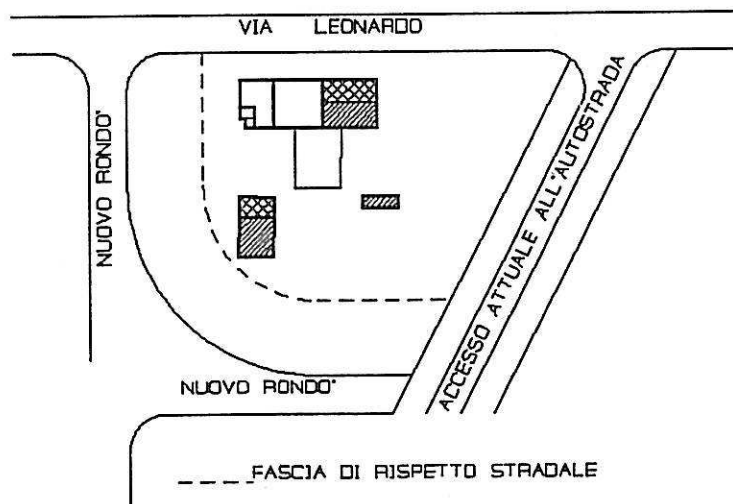 VIA LEONARDO
NUOVO RONDO'
ACCESSO ATTUALE ALL'AUTOSTRADA
NUOVO RONDO'
FASCIA DI RISPETTO STRADALE